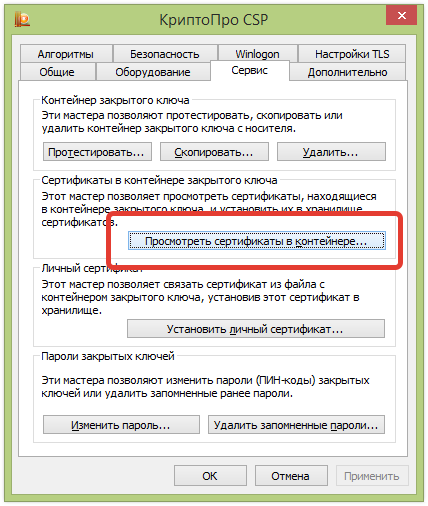 КриптоПро CSP
Алгоритмы Безопасность Winlogon Настройки TLS
Общие Оборудование Сервис Дополнительно
Контейнер закрытого ключа
Эти мастера позволяют протестировать, скопировать или
удалить контейнер закрытого ключа с носителя.
Протестировать... Скопировать... Удалить...
Сертификаты в контейнере закрытого ключа
Этот мастер позволяет просмотреть сертификаты, находящиеся
в контейнере закрытого ключа, и установить их в хранилище
сертификатов.
Просмотреть сертификаты в контейнере...
Личный сертификат
Этот мастер позволяет связать сертификат из файла с
контейнером закрытого ключа, установив этот сертификат в
хранилище.
Установить личный сертификат...
Пароли закрытых ключей
Эти мастера позволяют изменить пароли (ПИН-коды) закрытых
ключей или удалить запомненные ранее пароли.
Изменить пароль... Удалить запомненные пароли...
ОК Отмена Применить